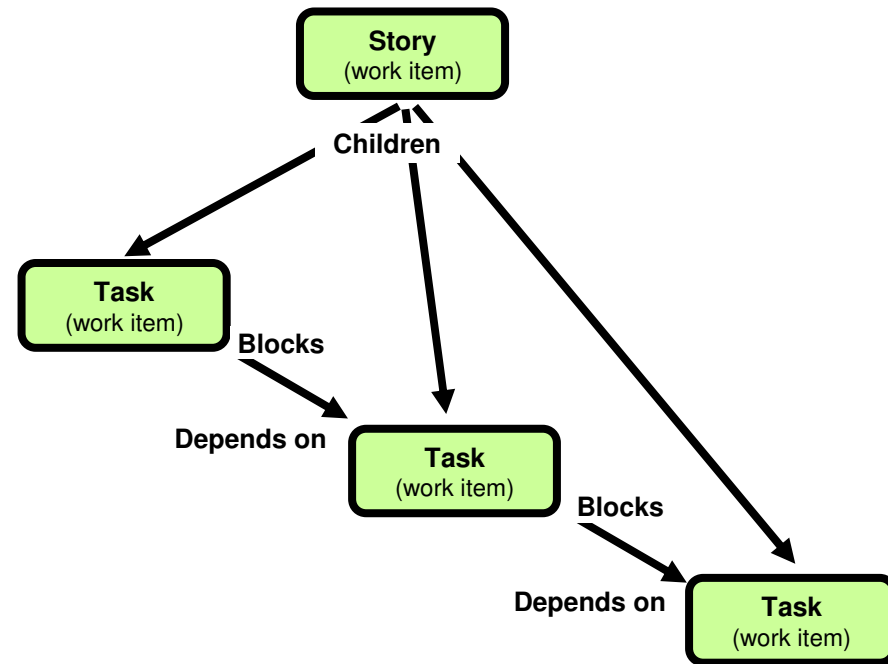 Story
(work item)
Children
Task
(work item)
Blocks
Depends on
Task
(work item)
Blocks
Depends on
Task
(work item)